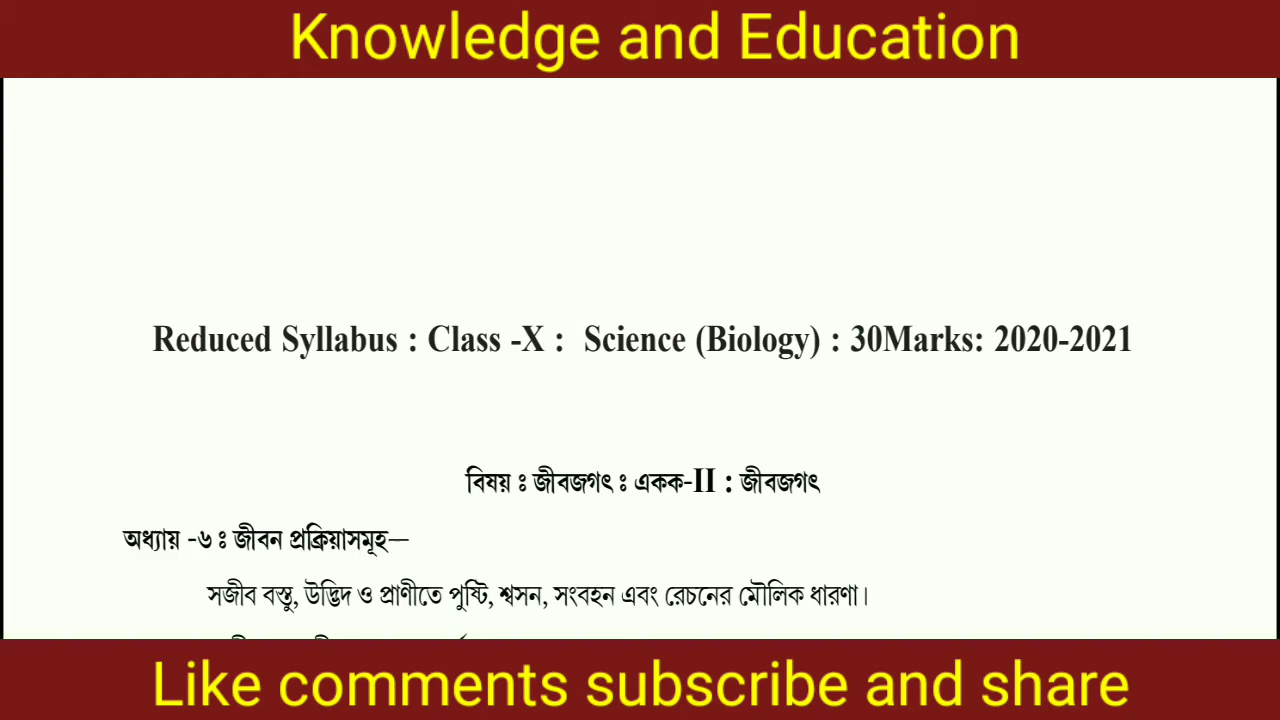 Knowledge and Education
Reduced Syllabus : Class -X : Science (Biology) : 30Marks: 2020-2021
বিষয় ঃ জীবজগৎ ঃ একক-II : জীবজগৎ
অধ্যায় -৬ ঃ জীবন প্রক্রিয়াসমূহ—
সজীব বস্তু, উদ্ভিদ ও প্রাণীতে পুষ্টি, শ্বসন, সংবহন এবং রেচনের মৌলিক ধারণা।
Like comments subscribe and share